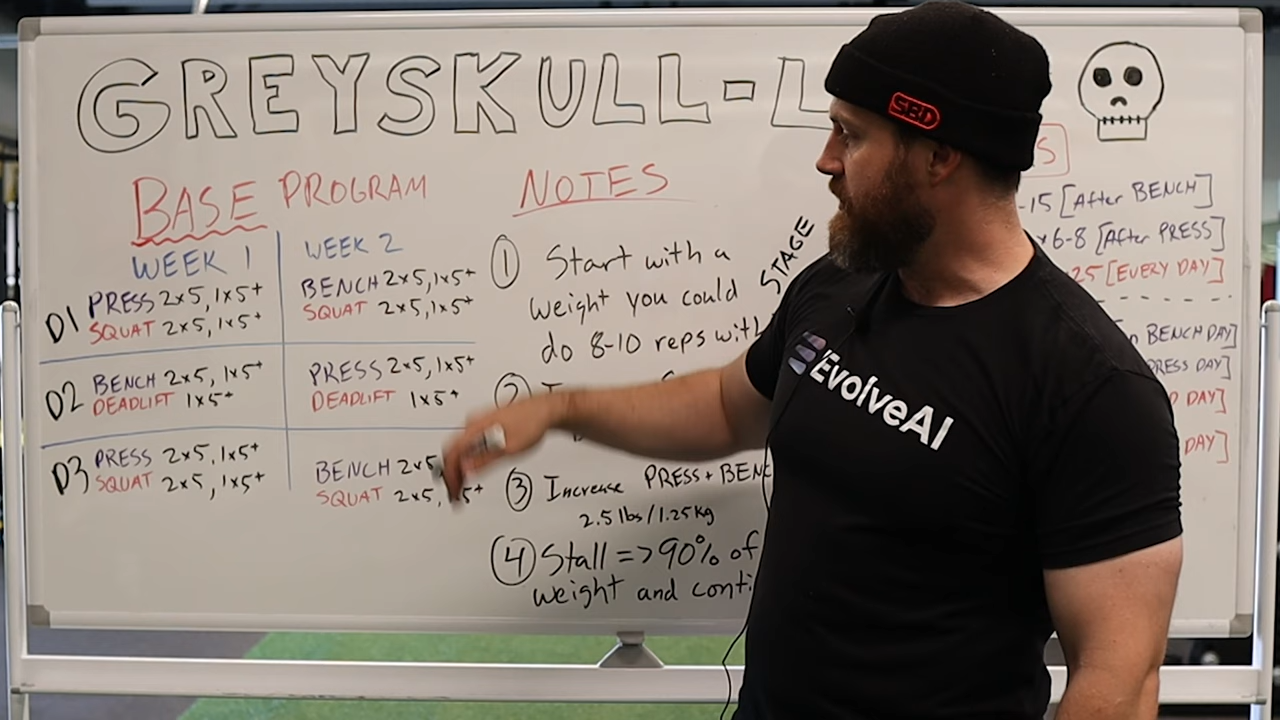 GREYSKULL-L
BASE PROGRAM
WEEK 1
D1 PRESS 2x5, 1x5+
SQUAT 2x5, 1x5+
D2 BENCH 2x5, 1x5+
DEADLIFT 1x5+
D3 PRESS 2x5, 1x5+
SQUAT 2x5, 1x5+
WEEK 2
BENCH 2x5, 1x5+
SQUAT 2x5, 1x5+
PRESS 2x5, 1x5+
DEADLIFT 1x5+
BENCH 2x5
SQUAT 2x5, 5+
NOTES
1 Start with a
weight you could
do 8-10 reps with
2
3 Increase PRESS + BENC
2.5 lbs/1.25kg
4 Stall => 90% of
weight and conti
STAGE
S
-15 [After BENCH]
x6-8 [After PRESS]
25 [EVERY DAY]
BENCH DAY]
PRESS DAY]
DAY]
DAY]
SBD
EvolveAI